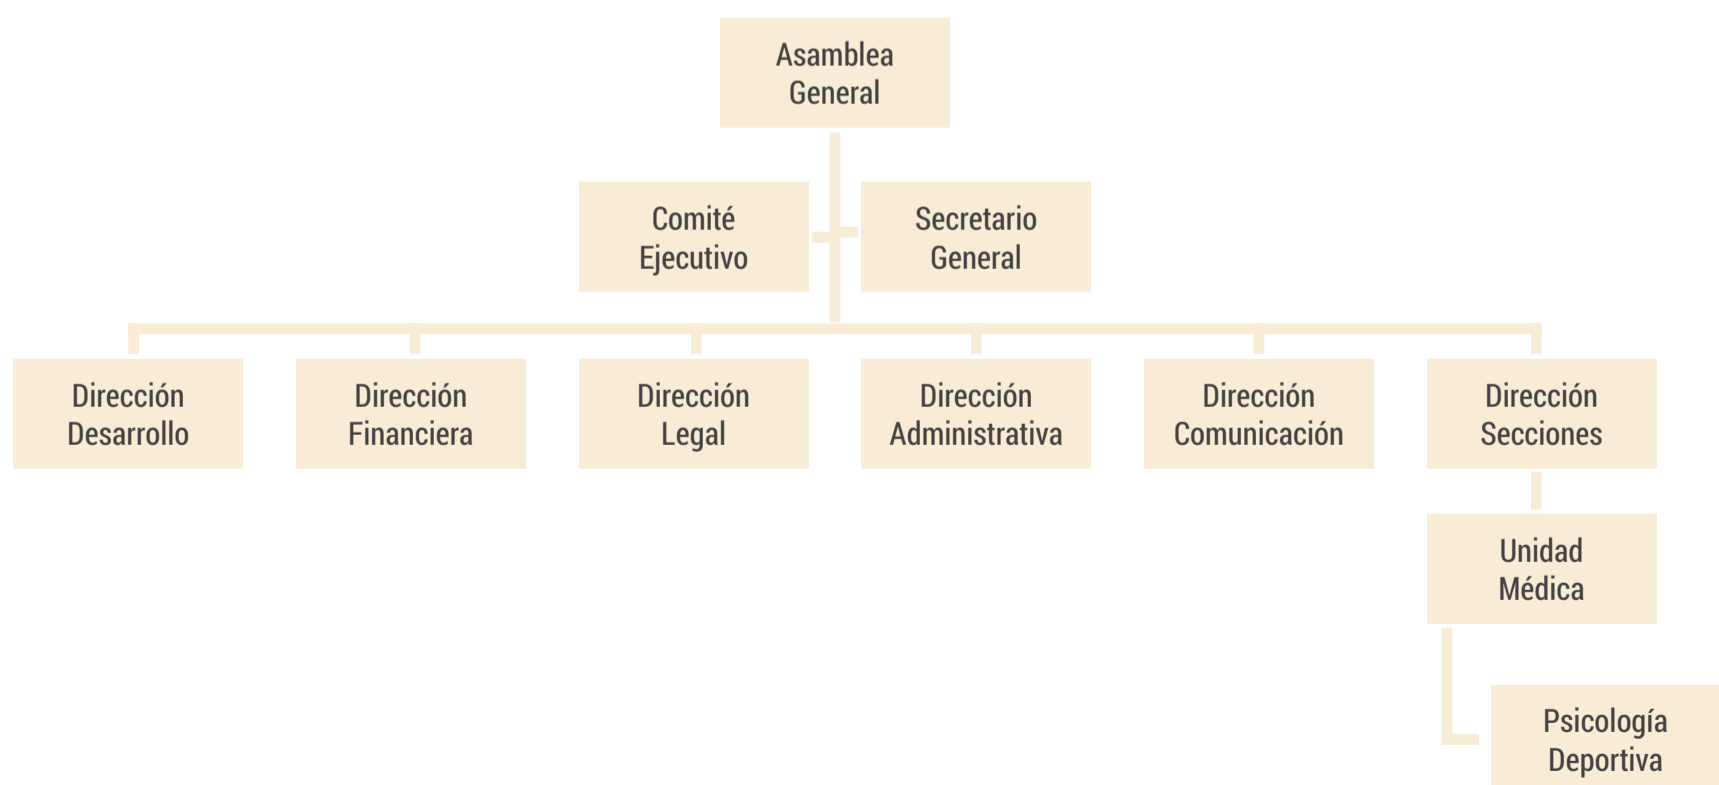 Asamblea
General
Comité
Ejecutivo
Secretario
General
Dirección
Desarrollo
Dirección
Financiera
Dirección
Legal
Dirección
Administrativa
Dirección
Comunicación
Dirección
Secciones
Unidad
Médica
Psicología
Deportiva